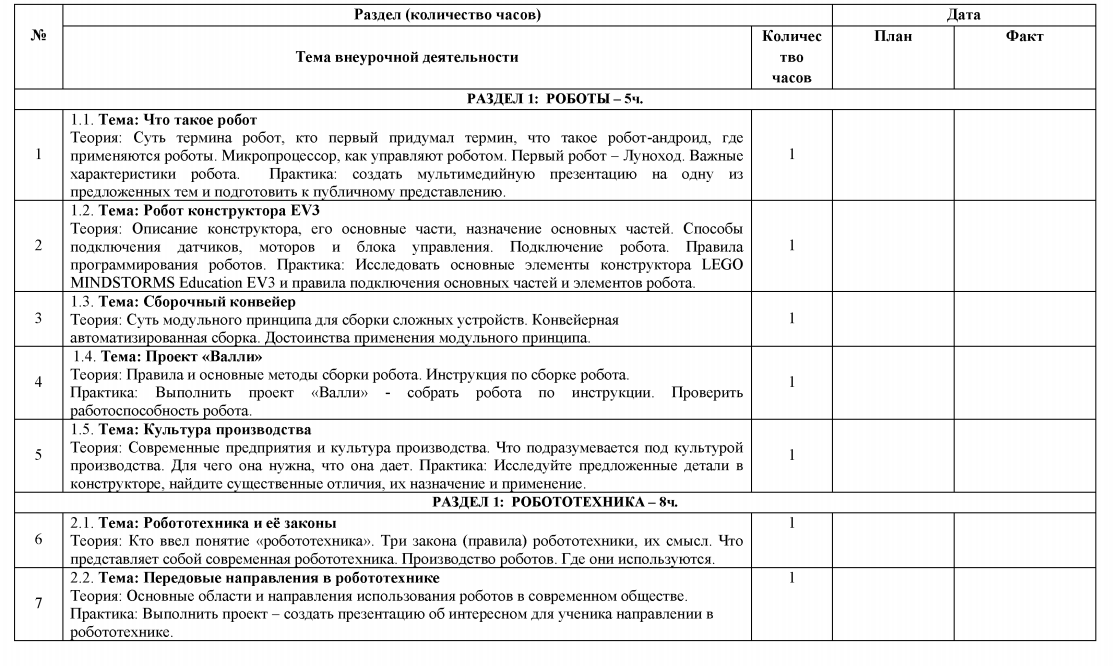 №
Раздел (количество часов)
Дата
Тема внеурочной деятельности
Количес
тво
часов
План
Факт
РАЗДЕЛ 1: РОБОТЫ – 5ч.
1
1.1. Тема: Что такое робот
Теория: Суть термина робот, кто первый придумал термин, что такое робот-андроид, где
применяются роботы. Микропроцессор, как управляют роботом. Первый робот – Луноход. Важные
характеристики робота. Практика: создать мультимедийную презентацию на одну из
предложенных тем и подготовить к публичному представлению.
1
2
1.2. Тема: Робот конструктора EV3
Теория: Описание конструктора, его основные части, назначение основных частей. Способы
подключения датчиков, моторов и блока управления. Подключение робота. Правила
программирования роботов. Практика: Исследовать основные элементы конструктора LEGO
MINDSTORMS Education EV3 и правила подключения основных частей и элементов робота.
1
3
1.3. Тема: Сборочный конвейер
Теория: Суть модульного принципа для сборки сложных устройств. Конвейерная
автоматизированная сборка. Достоинства применения модульного принципа.
1
4
1.4. Тема: Проект «Валли»
Теория: Правила и основные методы сборки робота. Инструкция по сборке робота.
Практика: Выполнить проект «Валли» - собрать робота по инструкции. Проверить
работоспособность робота.
1
5
1.5. Тема: Культура производства
Теория: Современные предприятия и культура производства. Что подразумевается под культурой
производства. Для чего она нужна, что она дает. Практика: Исследуйте предложенные детали в
конструкторе, найдите существенные отличия, их назначение и применение.
1
РАЗДЕЛ 1: РОБОТОТЕХНИКА – 8ч.
6
2.1. Тема: Робототехника и её законы
Теория: Кто ввел понятие «робототехника». Три закона (правила) робототехники, их смысл. Что
представляет собой современная робототехника. Производство роботов. Где они используются.
1
7
2.2. Тема: Передовые направления в робототехнике
Теория: Основные области и направления использования роботов в современном обществе.
Практика: Выполнить проект – создать презентацию об интересном для ученика направлении в
робототехнике.
1